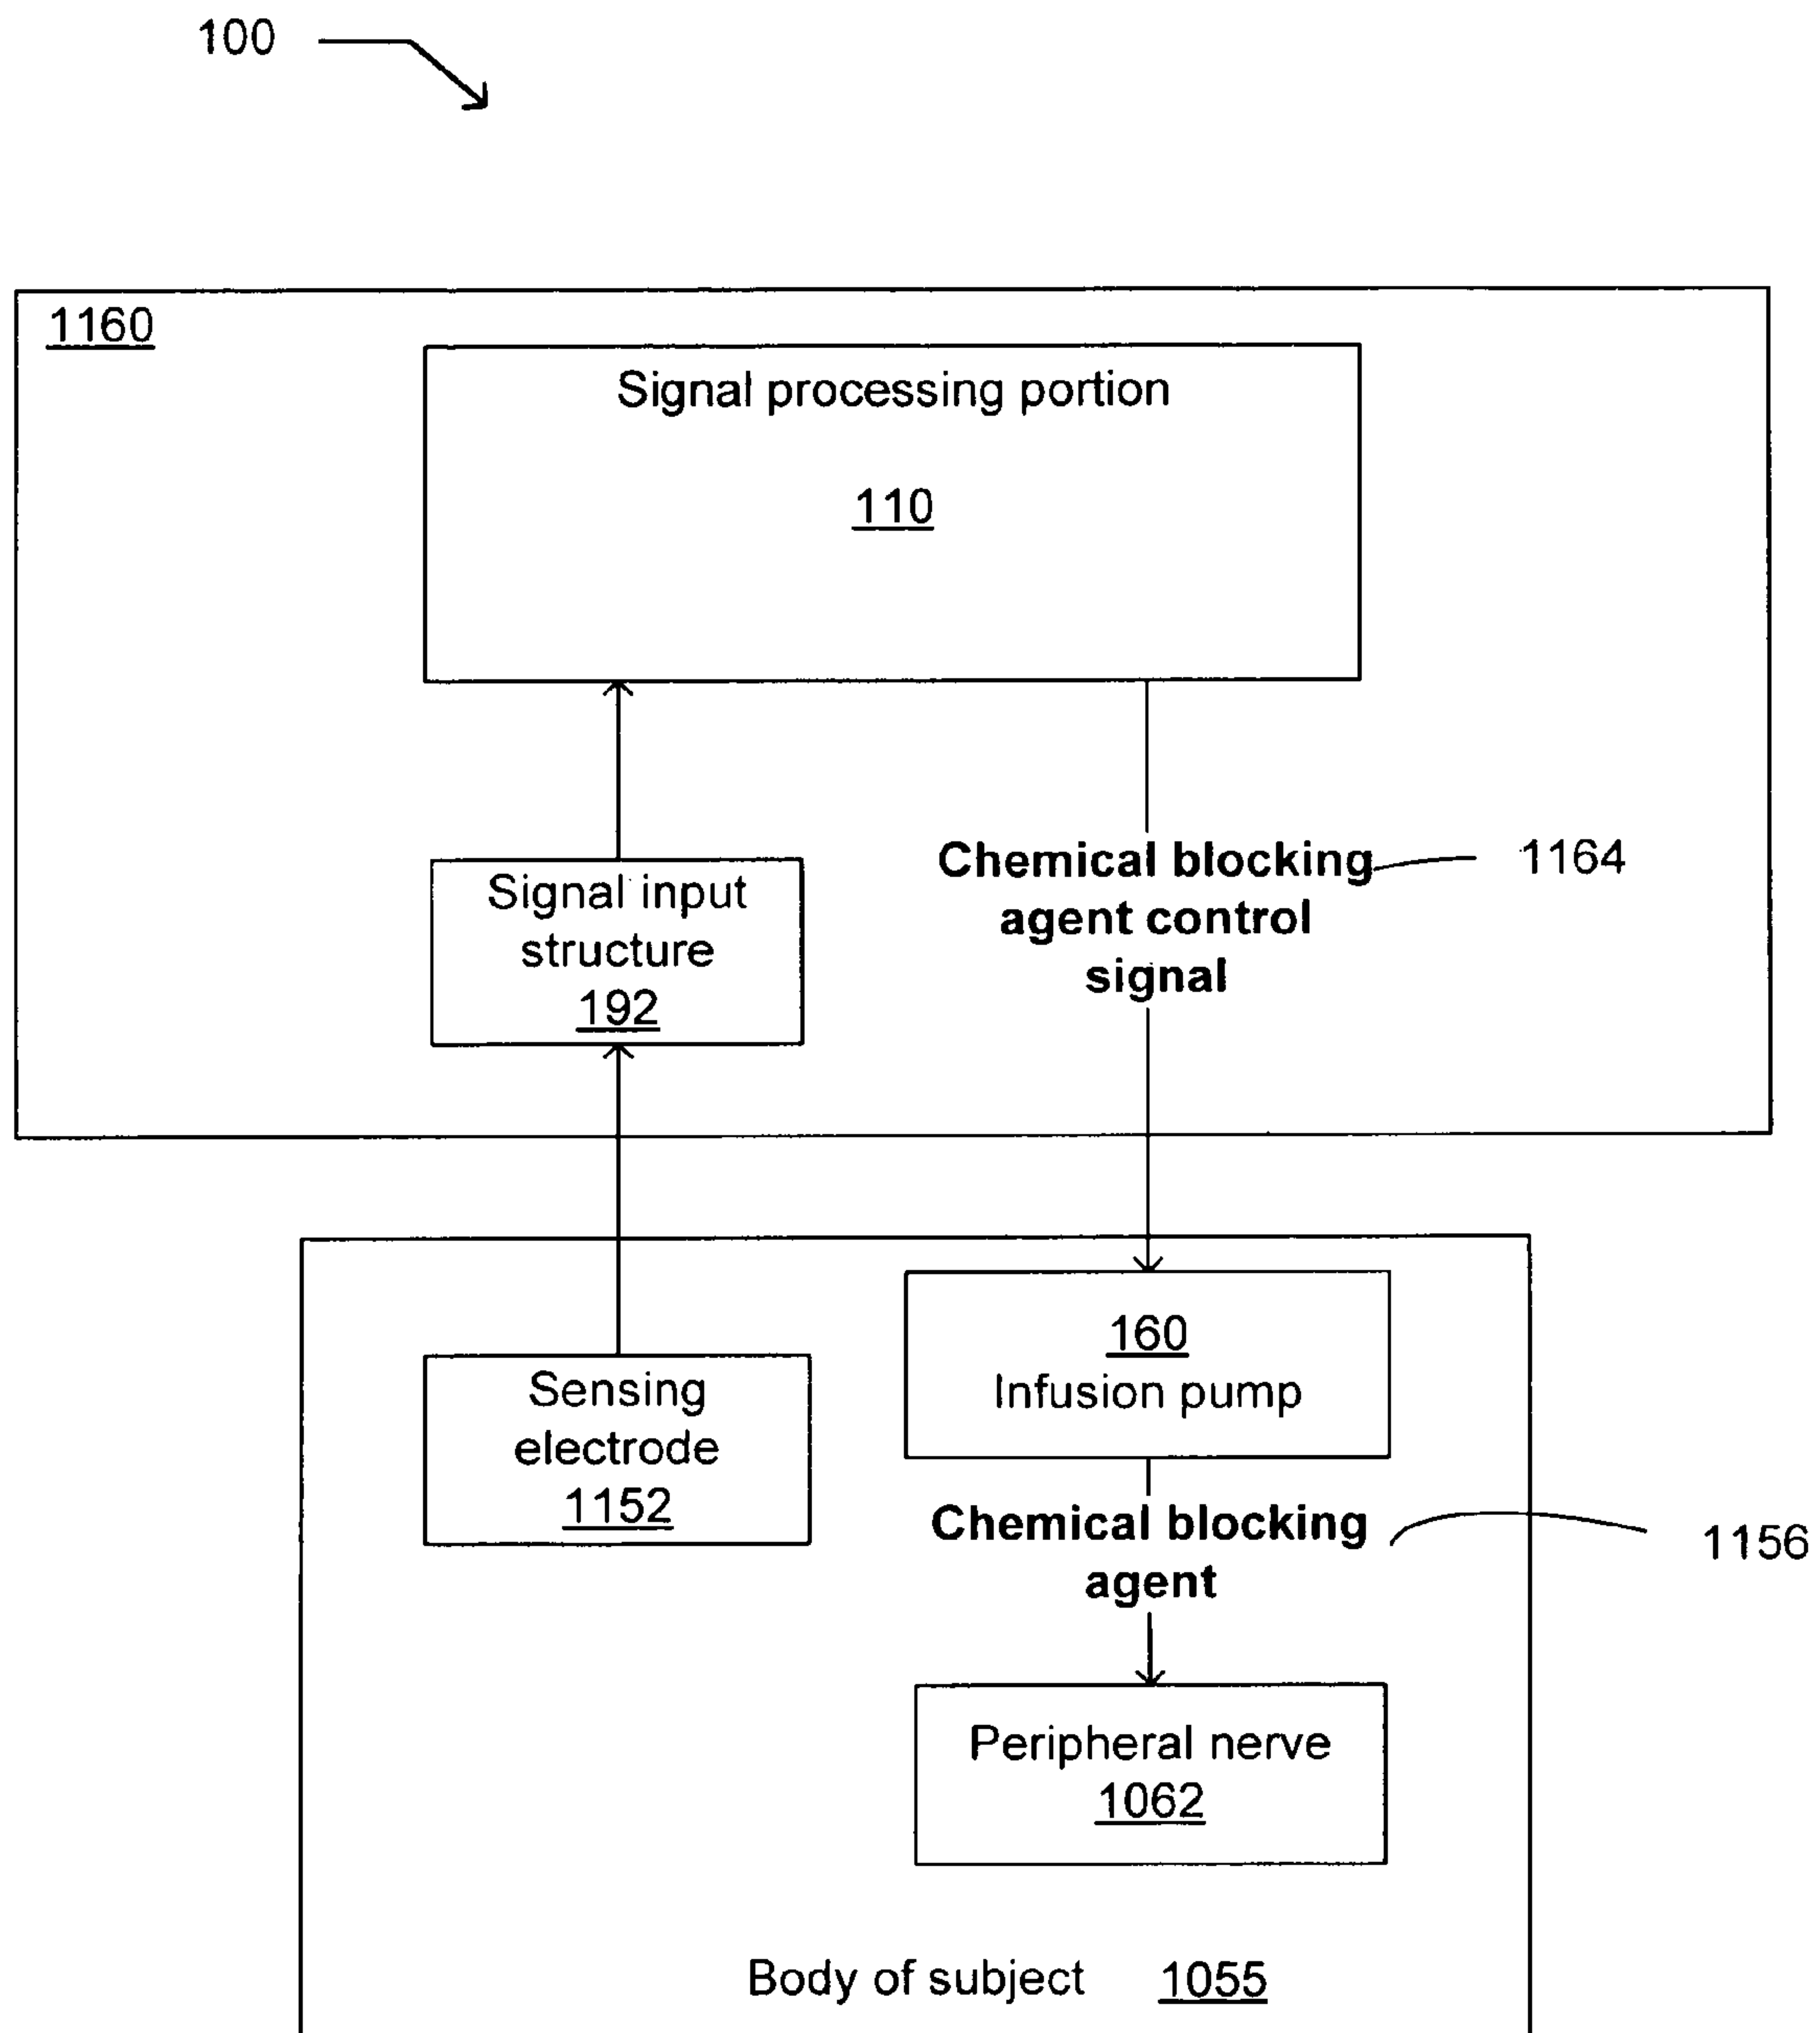 100
1160
Signal processing portion
110
Signal input
structure
192
Chemical blocking
agent control
signal
1164
Sensing
electrode
1152
160
Infusion pump
Chemical blocking
agent
1156
Peripheral nerve
1062
Body of subject 1055